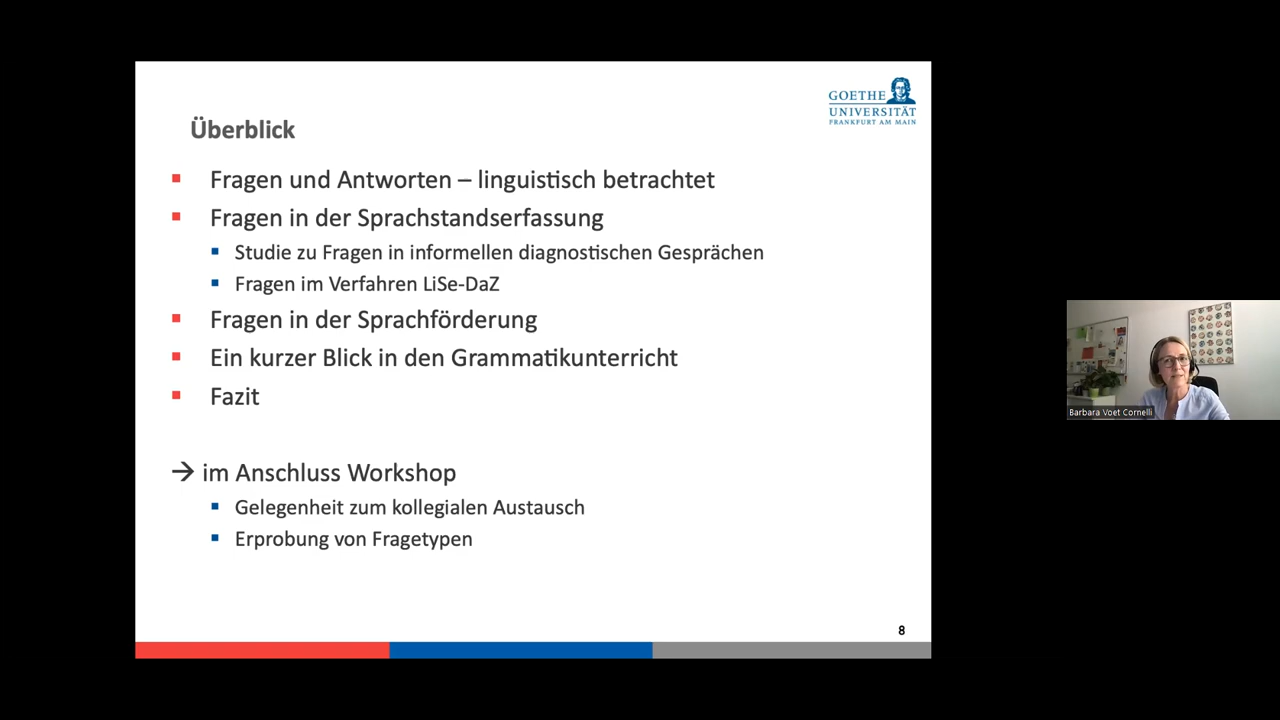 GOETHE
UNIVERSITÄT
FRANKFURT AM MAIN
Überblick
Fragen und Antworten – linguistisch betrachtet
Fragen in der Sprachstandserfassung
Studie zu Fragen in informellen diagnostischen Gesprächen
Fragen im Verfahren LiSe-DaZ
Fragen in der Sprachförderung
Ein kurzer Blick in den Grammatikunterricht
Fazit
→ im Anschluss Workshop
Gelegenheit zum kollegialen Austausch
Erprobung von Fragetypen
8
Barbara Voet Cornelli